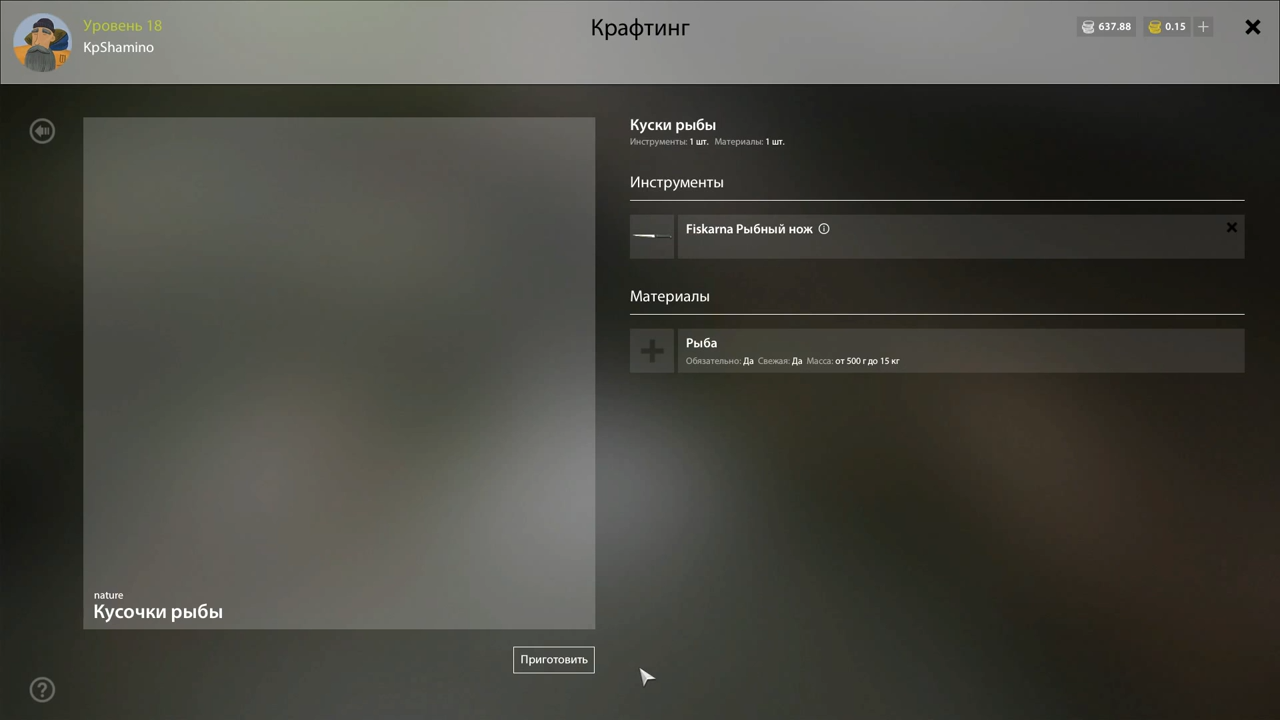 Уровень 18
KpShamino
Крафтинг
637.88
0.15
Куски рыбы
Инструменты: 1 шт. Материалы: 1 шт.
Инструменты
Fiskarna Рыбный нож
Материалы
Рыба
Обязательно: Да Свежая: Да Масса: от 500 г до 15 кг
nature
Кусочки рыбы
Приготовить